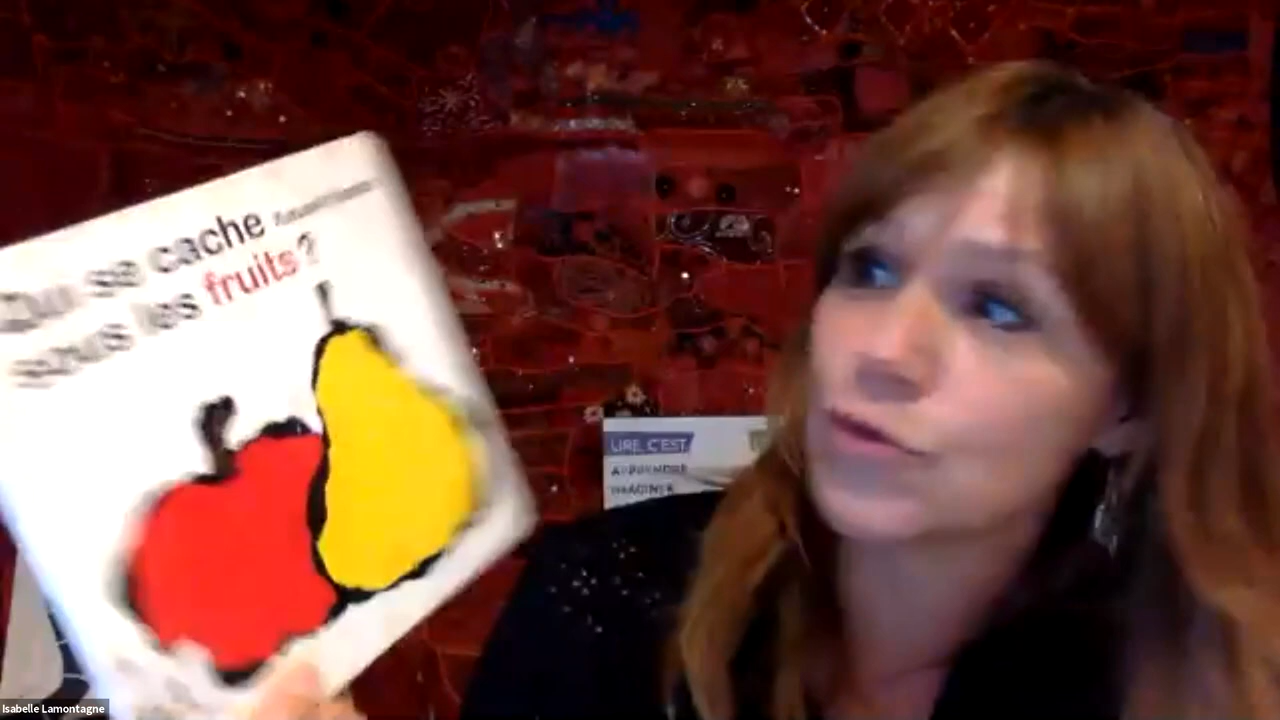 Qui se cache
sous les fruits?
LIRE, C'EST
APPRENDRE
IMAGINER
Isabelle Lamontagne